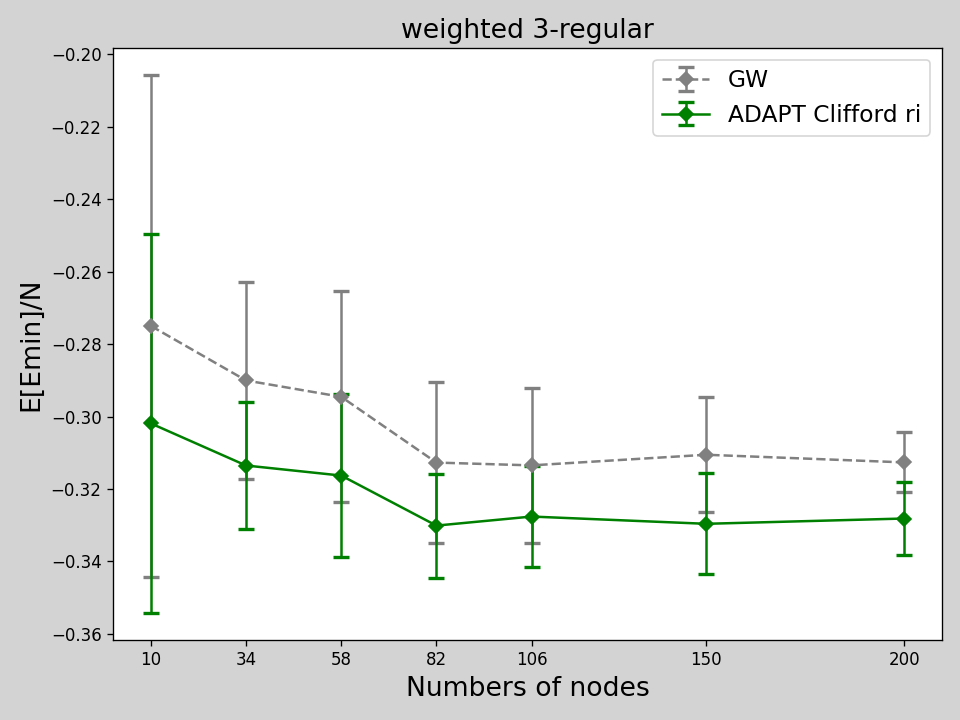 weighted 3-regular
GW
ADAPT Clifford ri
−0.20
−0.22
−0.24
−0.26
−0.28
−0.30
−0.32
−0.34
−0.36
E[Emin]/N
10 34 58 82 106 150 200
Numbers of nodes